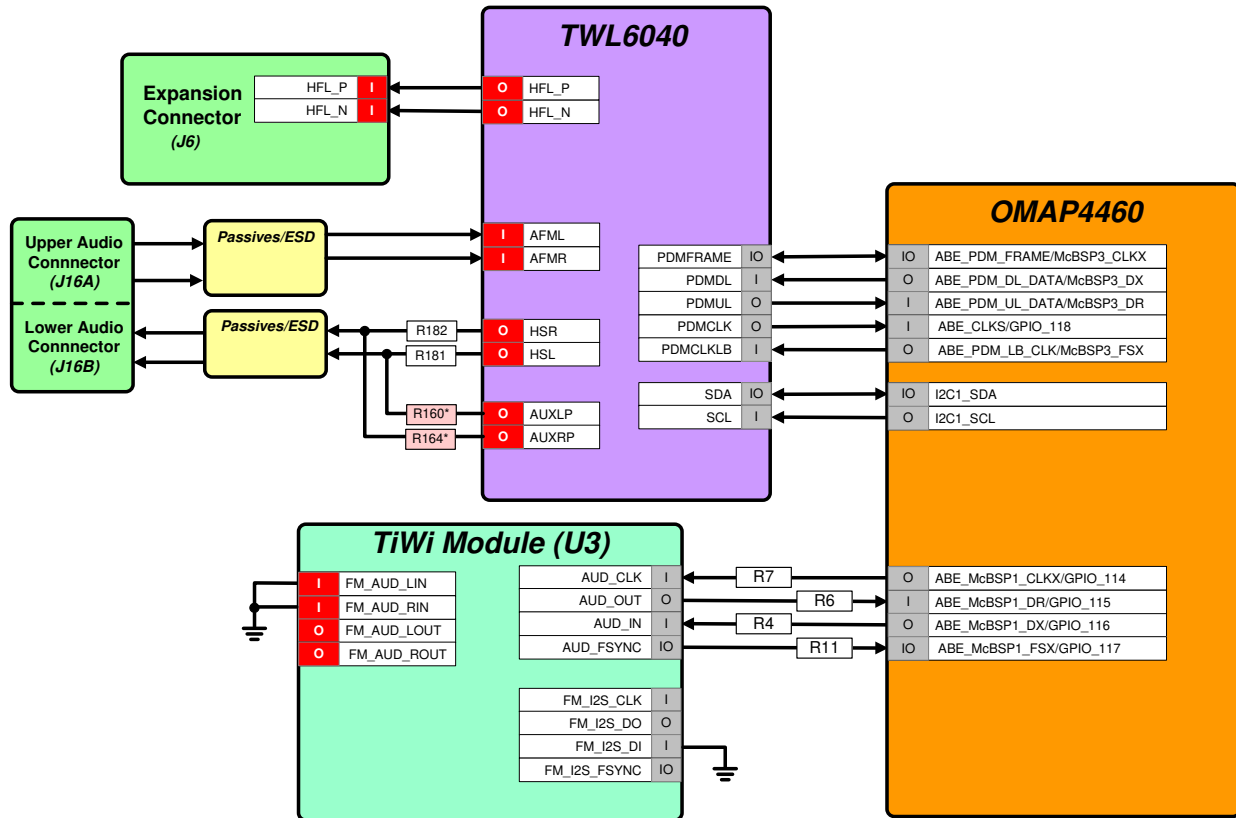 TWL6040
Expansion
Connector
(J6)
HFL_P I
HFL_N I
O HFL_P
O HFL_N
Upper Audio
Connnector
(J16A)
Lower Audio
Connnector
(J16B)
Passives/ESD
Passives/ESD
I AFML
I AFMR
R182
R181
O HSR
O HSL
R160*
R164*
O AUXLP
O AUXRP
PDMFRAME IO
PDMDL I
PDMUL O
PDMCLK O
PDMCLKLB I
SDA IO
SCL I
OMAP4460
IO ABE_PDM_FRAME/McBSP3_CLKX
O ABE_PDM_DL_DATA/McBSP3_DX
I ABE_PDM_UL_DATA/McBSP3_DR
I ABE_CLKS/GPIO_118
O ABE_PDM_LB_CLK/McBSP3_FSX
IO I2C1_SDA
O I2C1_SCL
TiWi Module (U3)
I FM_AUD_LIN
I FM_AUD_RIN
O FM_AUD_LOUT
O FM_AUD_ROUT
AUD_CLK I
AUD_OUT O
AUD_IN I
AUD_FSYNC IO
R7
R6
R4
R11
O ABE_McBSP1_CLKX/GPIO_114
I ABE_McBSP1_DR/GPIO_115
O ABE_McBSP1_DX/GPIO_116
IO ABE_McBSP1_FSX/GPIO_117
FM_I2S_CLK I
FM_I2S_DO O
FM_I2S_DI I
FM_I2S_FSYNC IO